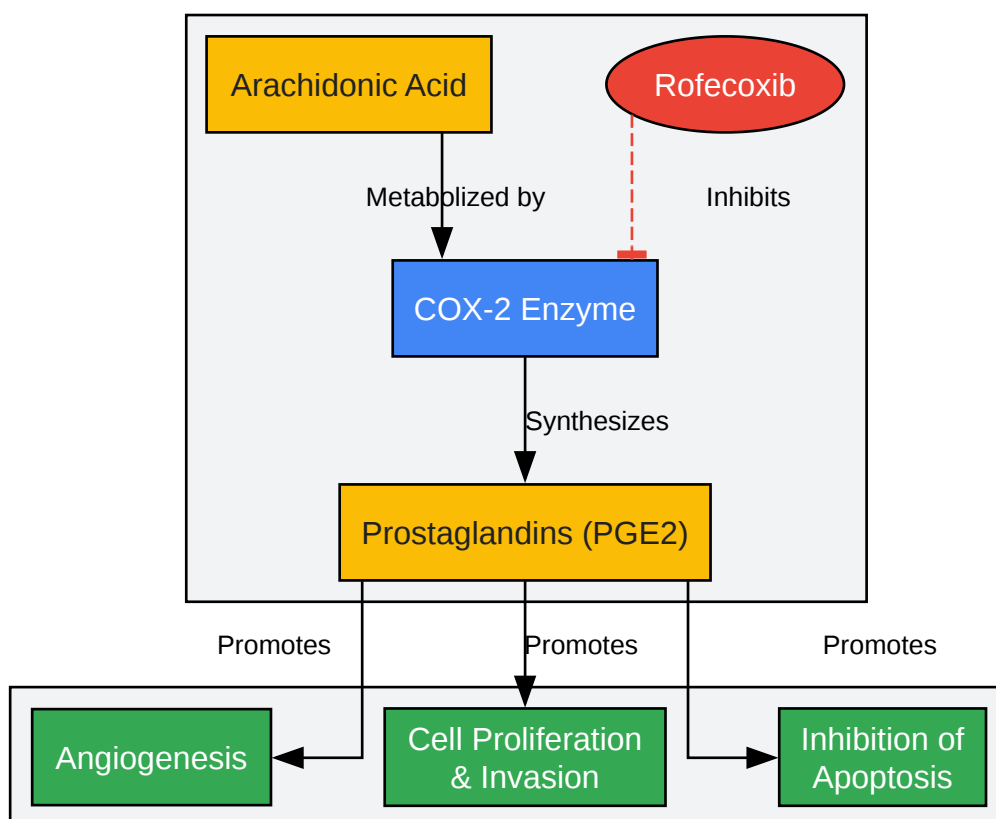 Arachidonic Acid
Rofecoxib
Metabolized by
Inhibits
COX-2 Enzyme
Synthesizes
Prostaglandins (PGE2)
Promotes
Promotes
Promotes
Angiogenesis
Cell Proliferation
& Invasion
Inhibition of
Apoptosis